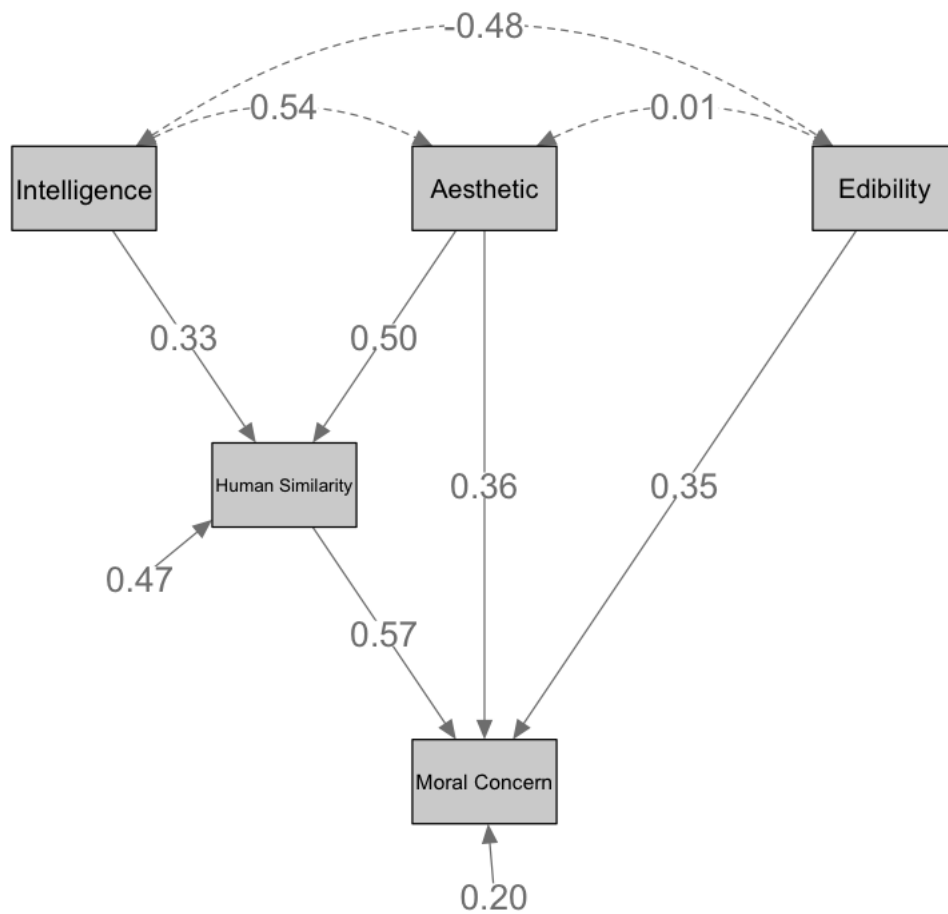 -0.48
0.54
0.01
Intelligence
Aesthetic
Edibility
0.33
0.50
Human Similarity
0.36
0.35
0.47
0.57
Moral Concern
0.20